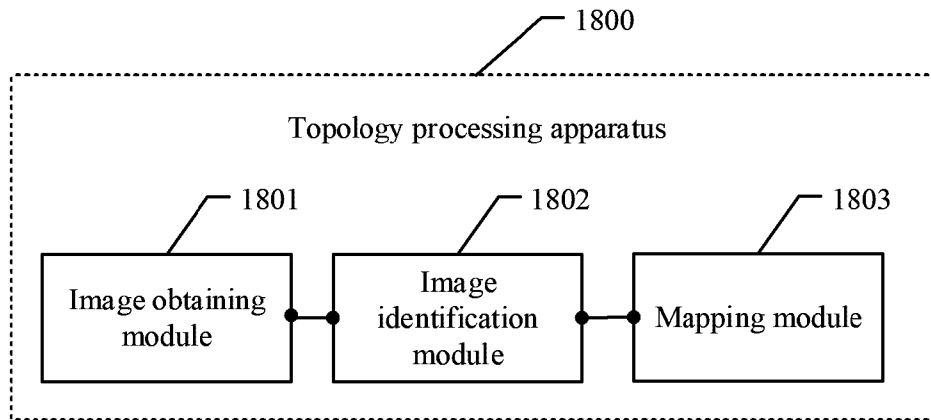 1800
Topology processing apparatus
1801
1802
1803
Image obtaining
module
Image
identification
module
Mapping module